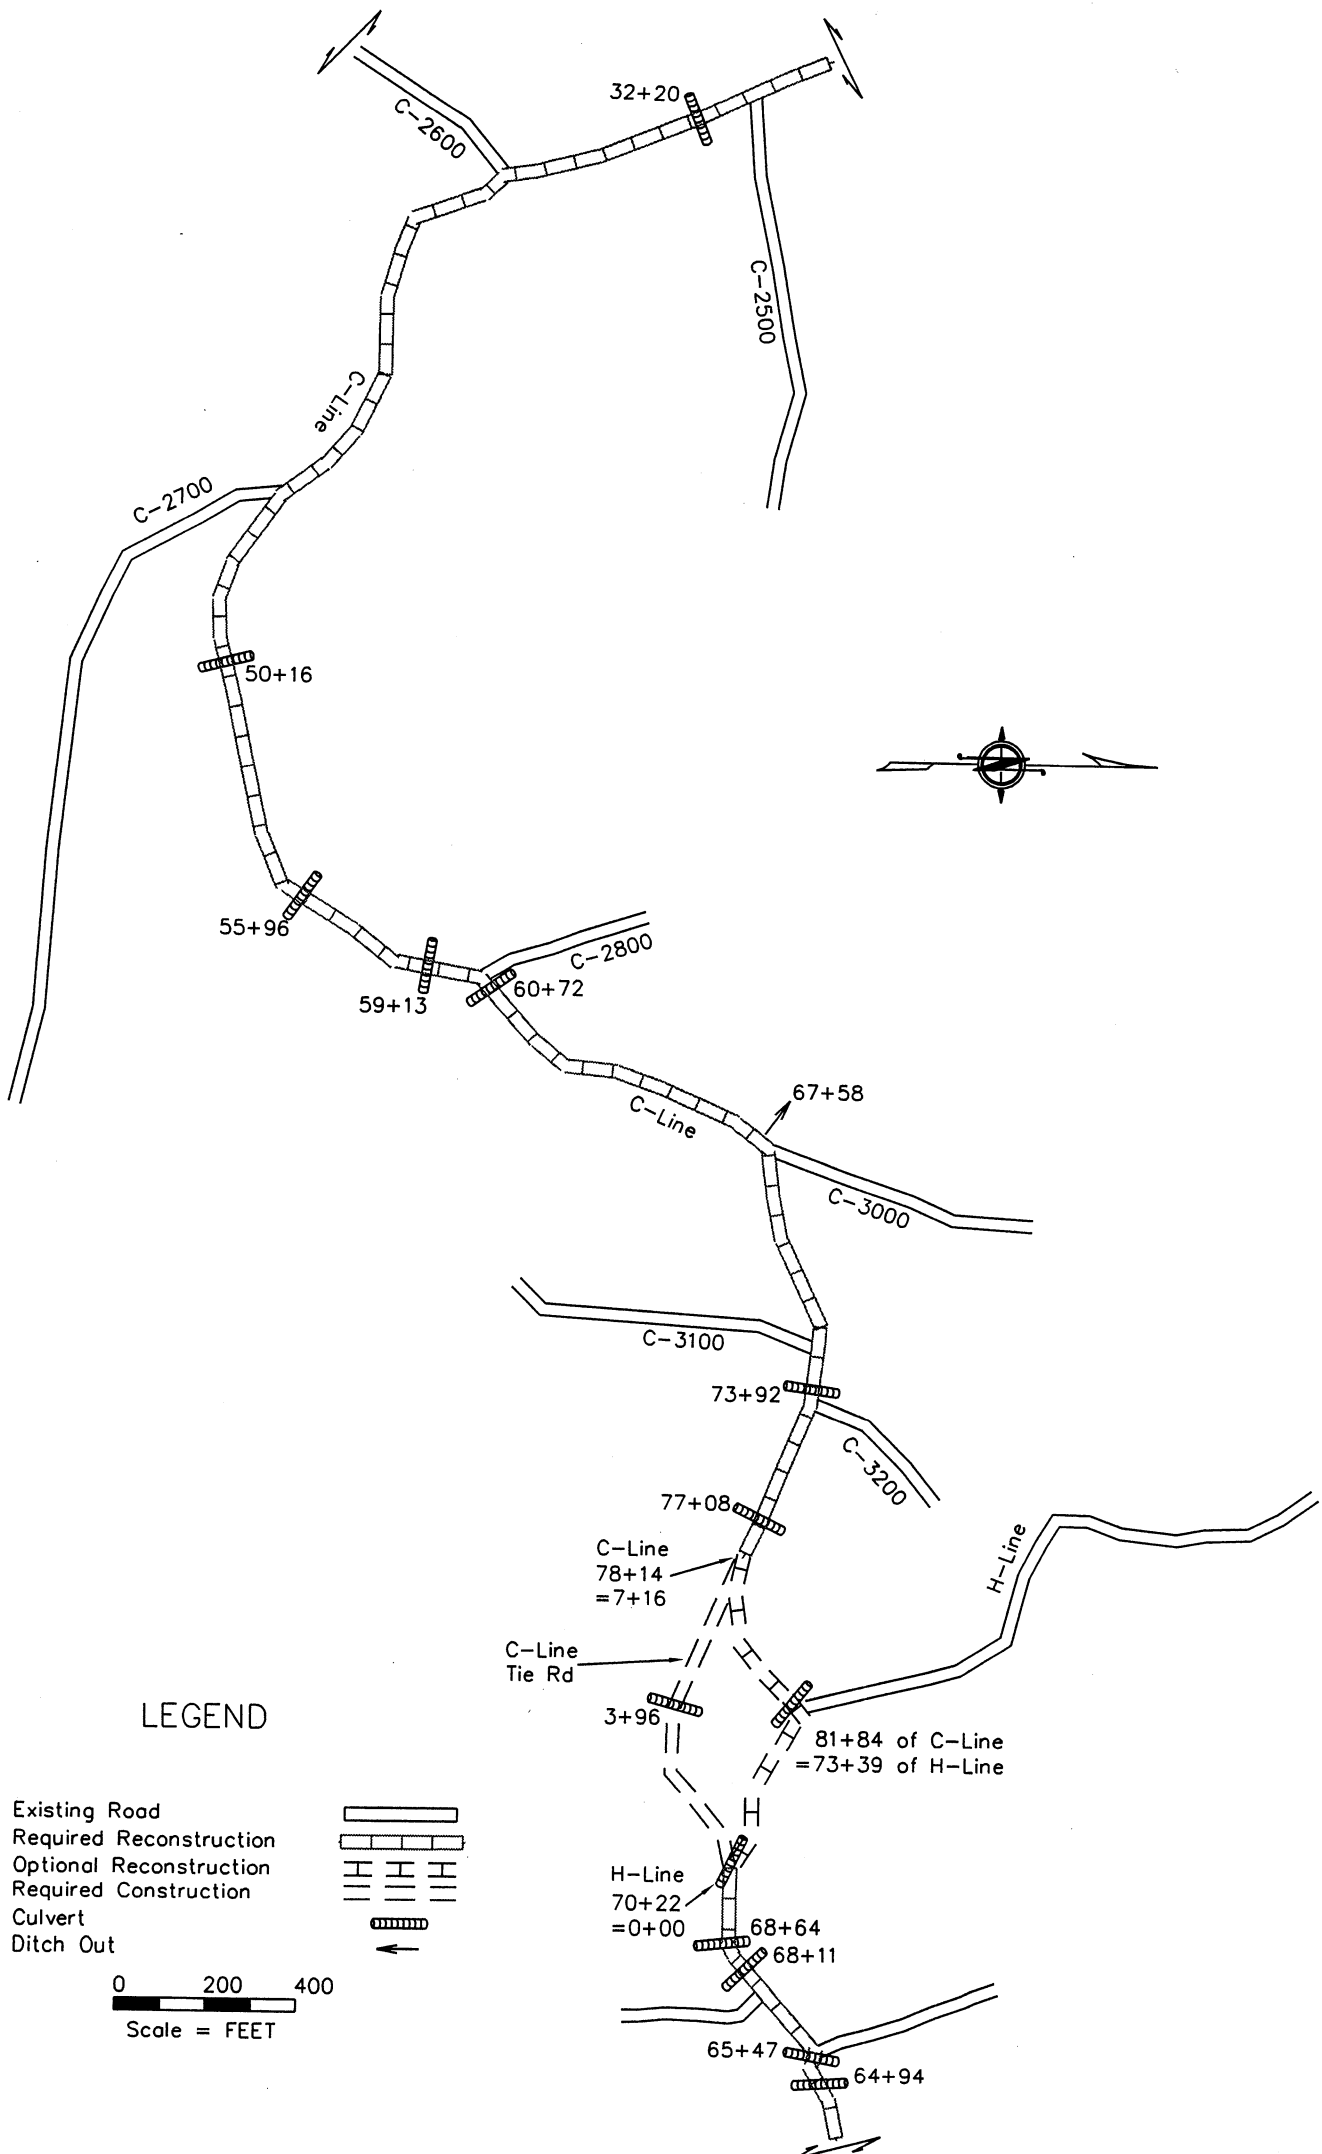 32+20
C-2600
C-2500
C-Line
C-2700
50+16
55+96
C-2800
59+13
60+72
67+58
C-Line
C-3000
C-3100
73+92
C-3200
77+08
C-Line
78+14
=7+16
H-Line
C-Line
Tie Rd
3+96
81+84 of C-Line
=73+39 of H-Line
H-Line
70+22
=0+00
68+64
68+11
65+47
64+94
LEGEND
Existing Road
Required Reconstruction
Optional Reconstruction
Required Construction
Culvert
Ditch Out
0 200 400
Scale = FEET